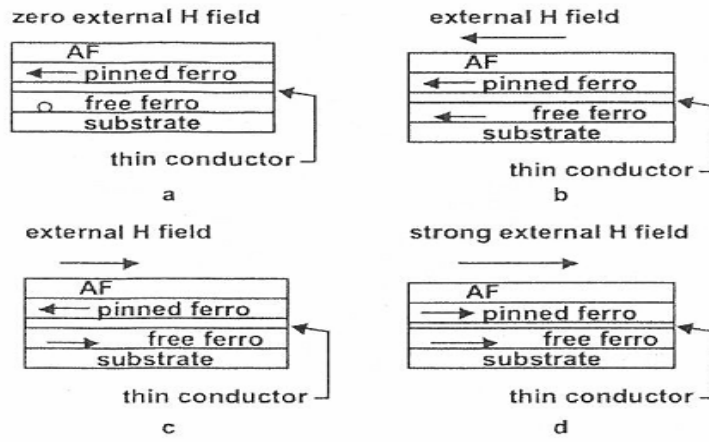 zero external H field
AF
pinned ferro
free ferro
substrate
thin conductor
a
external H field
AF
pinned ferro
free ferro
substrate
thin conductor
b
external H field
AF
pinned ferro
free ferro
substrate
thin conductor
c
strong external H field
AF
pinned ferro
free ferro
substrate
thin conductor
d